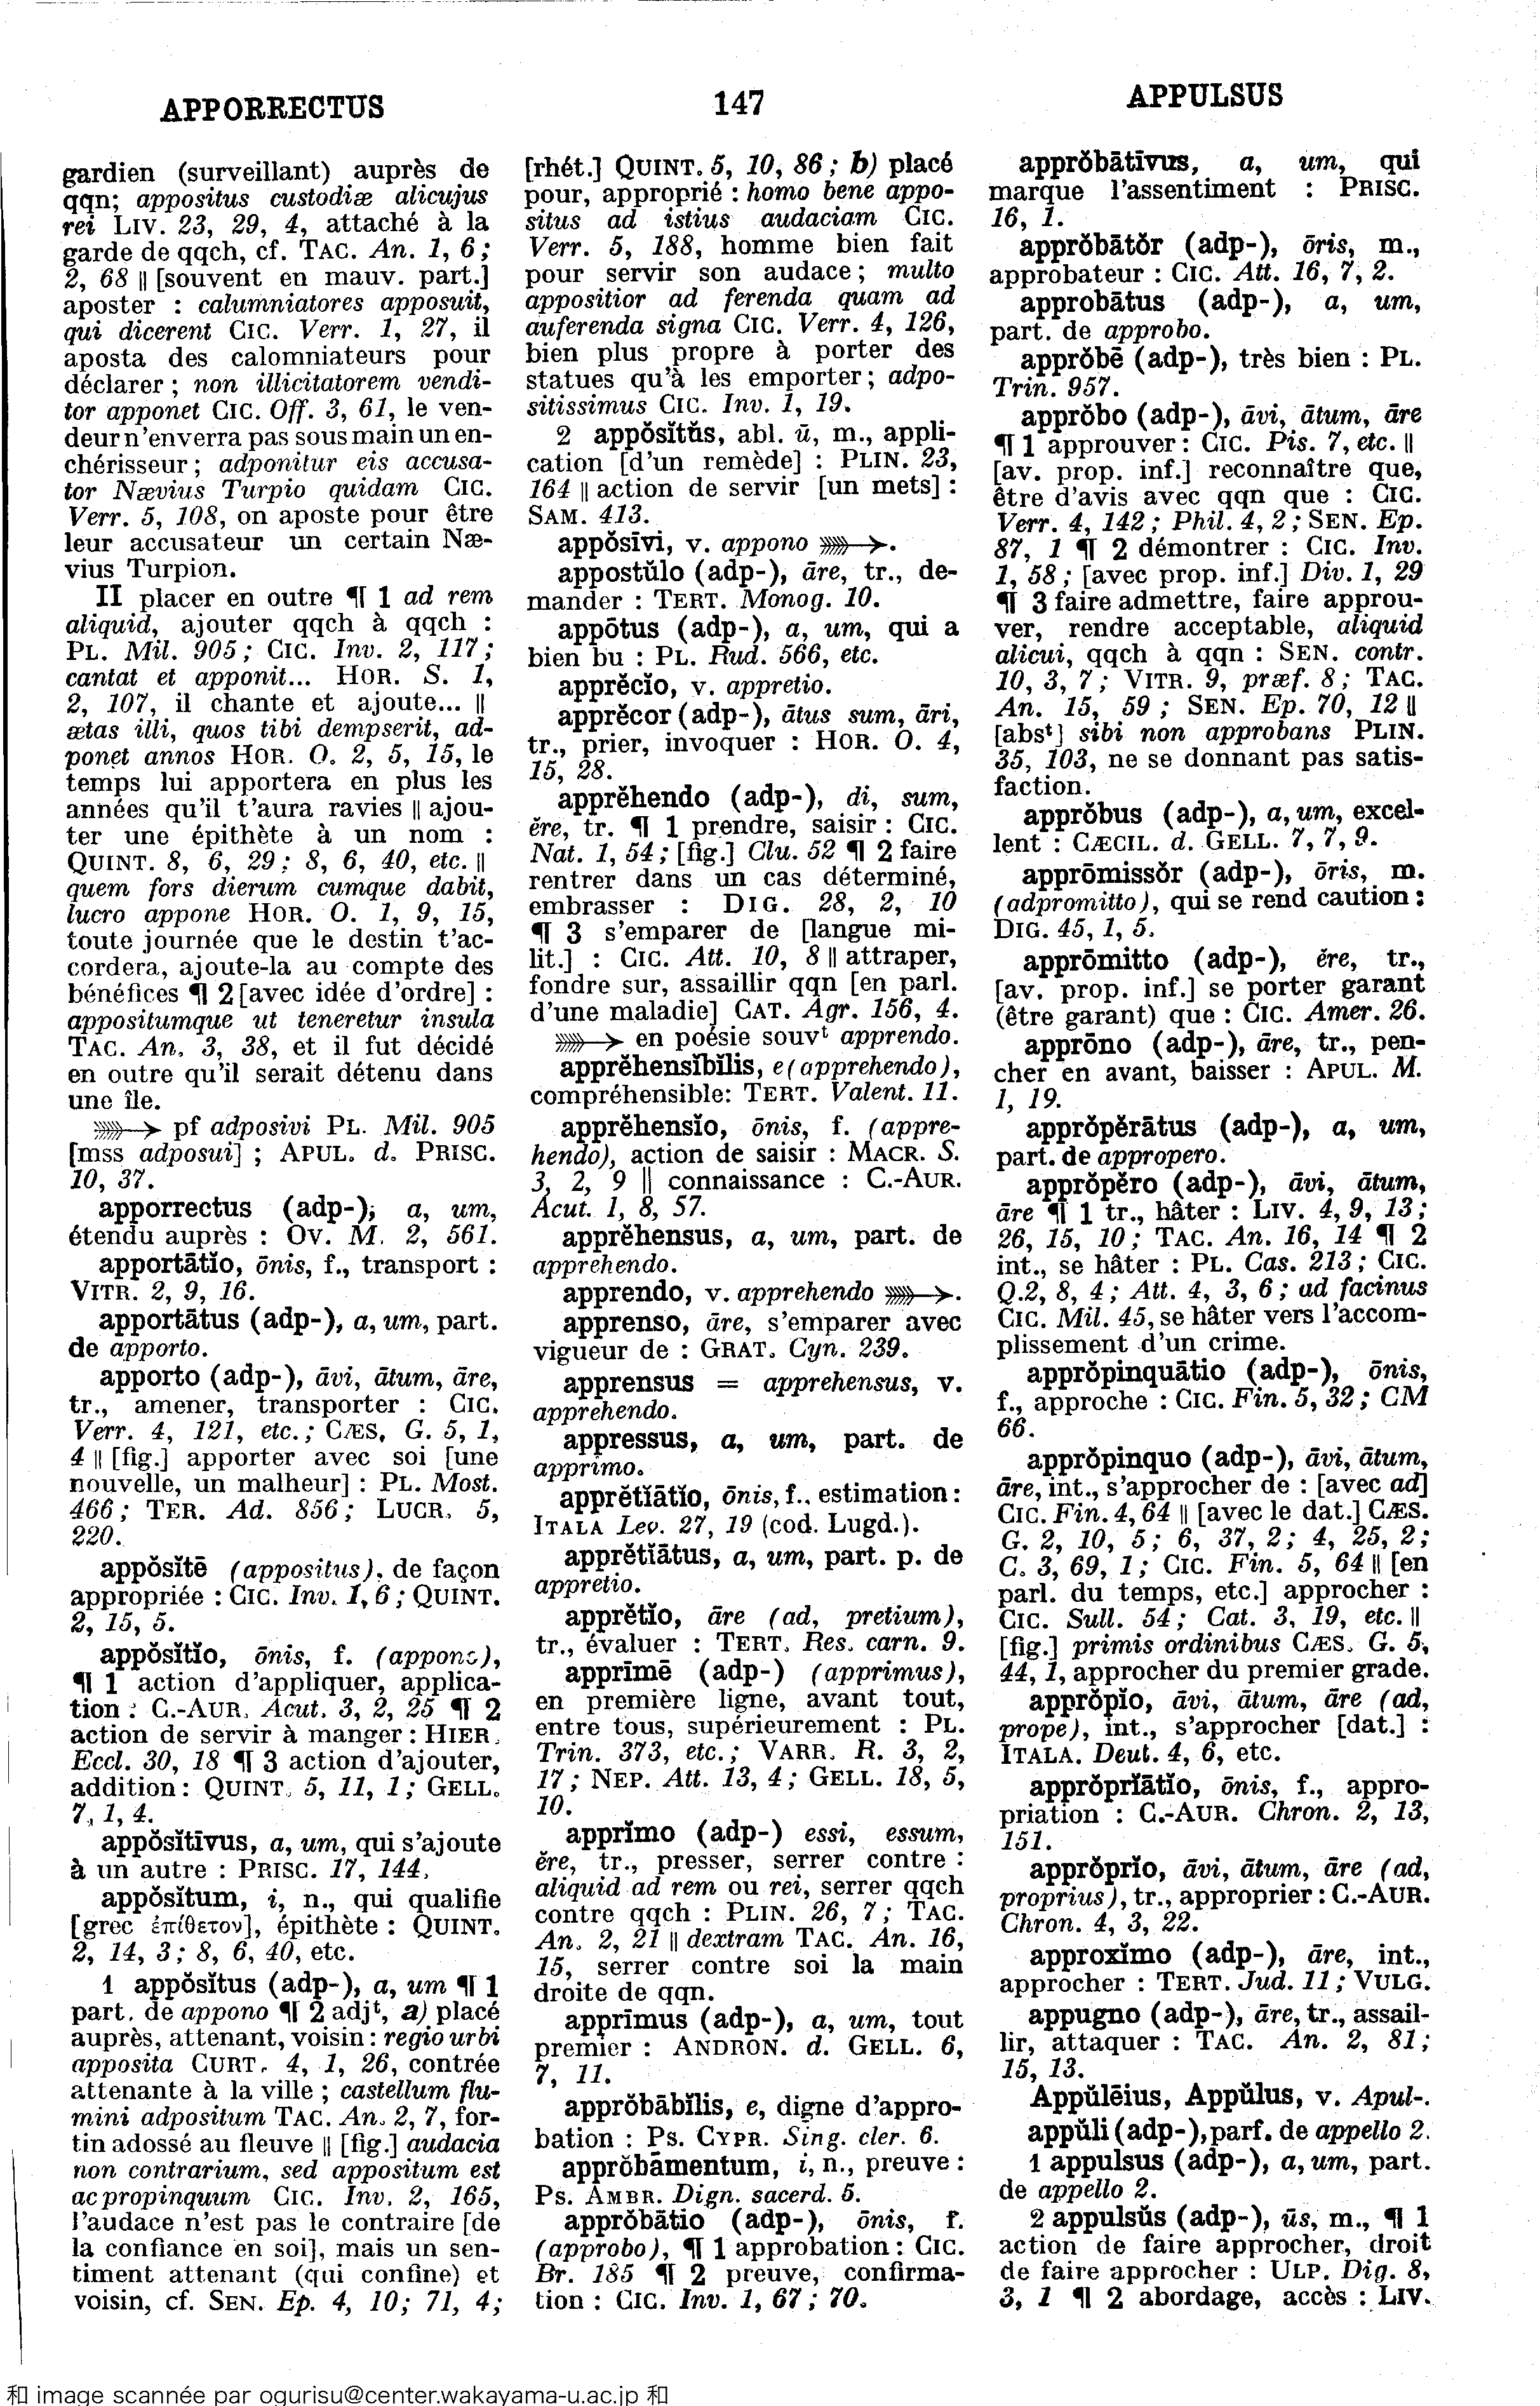 APPORRECTUS
147
APPULSUS
gardien (surveillant) auprès de
qqn; appositus custodiæ alicujus
rei LIV. 23, 29, 4, attaché à la
garde de qqch, cf. TAC. An. 1, 6;
2, 68 || [souvent en mauv. part.]
aposter : calumniatores apposuit,
qui dicerent CIC. Verr. 1, 27, il
aposta des calomniateurs pour
déclarer; non illicitatorem vendi-
tor apponet CIC. Off. 3, 61, le ven-
deur n'enverra pas sous main un en-
chérisseur; adponitur eis accusa-
tor Nævius Turpio quidam CIC.
Verr. 5, 108, on aposte pour être
leur accusateur un certain Næ-
vius Turpion.
II placer en outre ¶ 1 ad rem
aliquid, ajouter qqch à qqch :
PL. Mil. 905; CIC. Inv. 2, 117;
cantat et apponit... HOR. S. 1,
2, 107, il chante et ajoute... ||
ætas illi, quos tibi dempserit, ad-
ponet annos HOR. O. 2, 5, 15, le
temps lui apportera en plus les
années qu'il t'aura ravies || ajou-
ter une épithète à un nom :
QUINT. 8, 6, 29; 8, 6, 40, etc. ||
quem fors dierum cumque dabit,
lucro appone HOR. O. 1, 9, 15,
toute journée que le destin t'ac-
cordera, ajoute-la au compte des
bénéfices ¶ 2 [avec idée d'ordre] :
appositumque ut teneretur insula
TAC. An. 3, 38, et il fut décidé
en outre qu'il serait détenu dans
une île.
⟫→ pf adposivi PL. Mil. 905
[mss adposui] ; APUL. d. PRISC.
10, 37.
apporrectus (adp-), a, um,
étendu auprès : OV. M. 2, 561.
apportātĭo, ōnis, f., transport :
VITR. 2, 9, 16.
apportātus (adp-), a, um, part.
de apporto.
apporto (adp-), āvi, ātum, āre,
tr., amener, transporter : CIC.
Verr. 4, 121, etc.; CÆS. G. 5, 1,
4 || [fig.] apporter avec soi [une
nouvelle, un malheur] : PL. Most.
466; TER. Ad. 856; LUCR. 5,
220.
appŏsĭtē (appositus), de façon
appropriée : CIC. Inv. 1, 6; QUINT.
2, 15, 5.
appŏsĭtĭo, ōnis, f. (appono),
¶ 1 action d'appliquer, applica-
tion : C.-AUR. Acut. 3, 2, 25 ¶ 2
action de servir à manger : HIER.
Eccl. 30, 18 ¶ 3 action d'ajouter,
addition : QUINT. 5, 11, 1; GELL.
7, 1, 4.
appŏsĭtīvus, a, um, qui s'ajoute
à un autre : PRISC. 17, 144.
appŏsĭtum, i, n., qui qualifie
[grec ἐπίθετον], épithète : QUINT.
2, 14, 3; 8, 6, 40, etc.
1 appŏsĭtus (adp-), a, um ¶ 1
part. de appono ¶ 2 adjᵗ, a) placé
auprès, attenant, voisin : regio urbi
apposita CURT. 4, 1, 26, contrée
attenante à la ville ; castellum flu-
mini adpositum TAC. An. 2, 7, for-
tin adossé au fleuve || [fig.] audacia
non contrarium, sed appositum est
ac propinquum CIC. Inv. 2, 165,
l'audace n'est pas le contraire [de
la confiance en soi], mais un sen-
timent attenant (qui confine) et
voisin, cf. SEN. Ep. 4, 10; 71, 4;
[rhét.] QUINT. 5, 10, 86; b) placé
pour, approprié : homo bene appo-
situs ad istius audaciam CIC.
Verr. 5, 188, homme bien fait
pour servir son audace; multo
appositior ad ferenda quam ad
auferenda signa CIC. Verr. 4, 126,
bien plus propre à porter des
statues qu'à les emporter; adpo-
sitissimus CIC. Inv. 1, 19.
2 appŏsĭtŭs, abl. ū, m., appli-
cation [d'un remède] : PLIN. 23,
164 || action de servir [un mets] :
SAM. 413.
appŏsīvi, v. appono ⟫→.
appostŭlo (adp-), āre, tr., de-
mander : TERT. Monog. 10.
appōtus (adp-), a, um, qui a
bien bu : PL. Rud. 566, etc.
apprĕcĭo, v. appretio.
apprĕcor (adp-), ātus sum, āri,
tr., prier, invoquer : HOR. O. 4,
15, 28.
apprĕhendo (adp-), di, sum,
ĕre, tr. ¶ 1 prendre, saisir : CIC.
Nat. 1, 54; [fig.] Clu. 52 ¶ 2 faire
rentrer dans un cas déterminé,
embrasser : DIG. 28, 2, 10
¶ 3 s'emparer de [langue mi-
lit.] : CIC. Att. 10, 8 || attraper,
fondre sur, assaillir qqn [en parl.
d'une maladie] CAT. Agr. 156, 4.
⟫→ en poésie souvᵗ apprendo.
apprĕhensĭbĭlis, e (apprehendo),
compréhensible: TERT. Valent. 11.
apprĕhensĭo, ōnis, f. (appre-
hendo), action de saisir : MACR. S.
3, 2, 9 || connaissance : C.-AUR.
Acut. 1, 8, 57.
apprĕhensus, a, um, part. de
apprehendo.
apprendo, v. apprehendo ⟫→.
apprenso, āre, s'emparer avec
vigueur de : GRAT. Cyn. 239.
apprensus = apprehensus, v.
apprehendo.
appressus, a, um, part. de
apprimo.
apprĕtĭātĭo, ōnis, f., estimation :
ITALA Lev. 27, 19 (cod. Lugd.).
apprĕtĭātus, a, um, part. p. de
appretio.
apprĕtĭo, āre (ad, pretium),
tr., évaluer : TERT. Res. carn. 9.
apprīmē (adp-) (apprimus),
en première ligne, avant tout,
entre tous, supérieurement : PL.
Trin. 373, etc.; VARR. R. 3, 2,
17; NEP. Att. 13, 4; GELL. 18, 5,
10.
apprĭmo (adp-) essi, essum,
ĕre, tr., presser, serrer contre :
aliquid ad rem ou rei, serrer qqch
contre qqch : PLIN. 26, 7; TAC.
An. 2, 21 || dextram TAC. An. 16,
15, serrer contre soi la main
droite de qqn.
apprīmus (adp-), a, um, tout
premier : ANDRON. d. GELL. 6,
7, 11.
apprŏbābĭlis, e, digne d'appro-
bation : PS. CYPR. Sing. cler. 6.
apprŏbāmentum, i, n., preuve :
PS. AMBR. Dign. sacerd. 5.
apprŏbātio (adp-), ōnis, f.
(approbo), ¶ 1 approbation : CIC.
Br. 185 ¶ 2 preuve, confirma-
tion : CIC. Inv. 1, 67; 70.
apprŏbātīvus, a, um, qui
marque l'assentiment : PRISC.
16, 1.
apprŏbātŏr (adp-), ōris, m.,
approbateur : CIC. Att. 16, 7, 2.
approbātus (adp-), a, um,
part. de approbo.
apprŏbē (adp-), très bien : PL.
Trin. 957.
apprŏbo (adp-), āvi, ātum, āre
¶ 1 approuver : CIC. Pis. 7, etc. ||
[av. prop. inf.] reconnaître que,
être d'avis avec qqn que : CIC.
Verr. 4, 142; Phil. 4, 2; SEN. Ep.
87, 1 ¶ 2 démontrer : CIC. Inv.
1, 58; [avec prop. inf.] Div. 1, 29
¶ 3 faire admettre, faire approu-
ver, rendre acceptable, aliquid
alicui, qqch à qqn : SEN. contr.
10, 3, 7; VITR. 9, præf. 8; TAC.
An. 15, 59; SEN. Ep. 70, 12 ||
[absᵗ] sibi non approbans PLIN.
35, 103, ne se donnant pas satis-
faction.
apprŏbus (adp-), a, um, excel-
lent : CÆCIL. d. GELL. 7, 7, 9.
apprōmissŏr (adp-), ōris, m.
(adpromitto), qui se rend caution :
DIG. 45, 1, 5.
apprōmitto (adp-), ĕre, tr.,
[av. prop. inf.] se porter garant
(être garant) que : CIC. Amer. 26.
apprōno (adp-), āre, tr., pen-
cher en avant, baisser : APUL. M.
1, 19.
apprŏpĕrātus (adp-), a, um,
part. de appropero.
apprŏpĕro (adp-), āvi, ātum,
āre ¶ 1 tr., hâter : LIV. 4, 9, 13;
26, 15, 10; TAC. An. 16, 14 ¶ 2
int., se hâter : PL. Cas. 213; CIC.
Q. 2, 8, 4; Att. 4, 3, 6; ad facinus
CIC. Mil. 45, se hâter vers l'accom-
plissement d'un crime.
apprŏpinquātio (adp-), ōnis,
f., approche : CIC. Fin. 5, 32; CM
66.
apprŏpinquo (adp-), āvi, ātum,
āre, int., s'approcher de : [avec ad]
CIC. Fin. 4, 64 || [avec le dat.] CÆS.
G. 2, 10, 5; 6, 37, 2; 4, 25, 2;
C. 3, 69, 1; CIC. Fin. 5, 64 || [en
parl. du temps, etc.] approcher :
CIC. Sull. 54; Cat. 3, 19, etc. ||
[fig.] primis ordinibus CÆS. G. 5,
44, 1, approcher du premier grade.
apprŏpĭo, āvi, ātum, āre (ad,
prope), int., s'approcher [dat.] :
ITALA. Deut. 4, 6, etc.
apprŏprĭātĭo, ōnis, f., appro-
priation : C.-AUR. Chron. 2, 13,
151.
apprŏprĭo, āvi, ātum, āre (ad,
proprius), tr., approprier : C.-AUR.
Chron. 4, 3, 22.
approxĭmo (adp-), āre, int.,
approcher : TERT. Jud. 11; VULG.
appugno (adp-), āre, tr., assail-
lir, attaquer : TAC. An. 2, 81;
15, 13.
Appŭlēius, Appŭlus, v. Apul-.
appŭli (adp-), parf. de appello 2.
1 appulsus (adp-), a, um, part.
de appello 2.
2 appulsŭs (adp-), ūs, m., ¶ 1
action de faire approcher, droit
de faire approcher : ULP. Dig. 8,
3, 1 ¶ 2 abordage, accès : LIV.
和 image scannée par ogurisu@center.wakayama-u.ac.jp 和